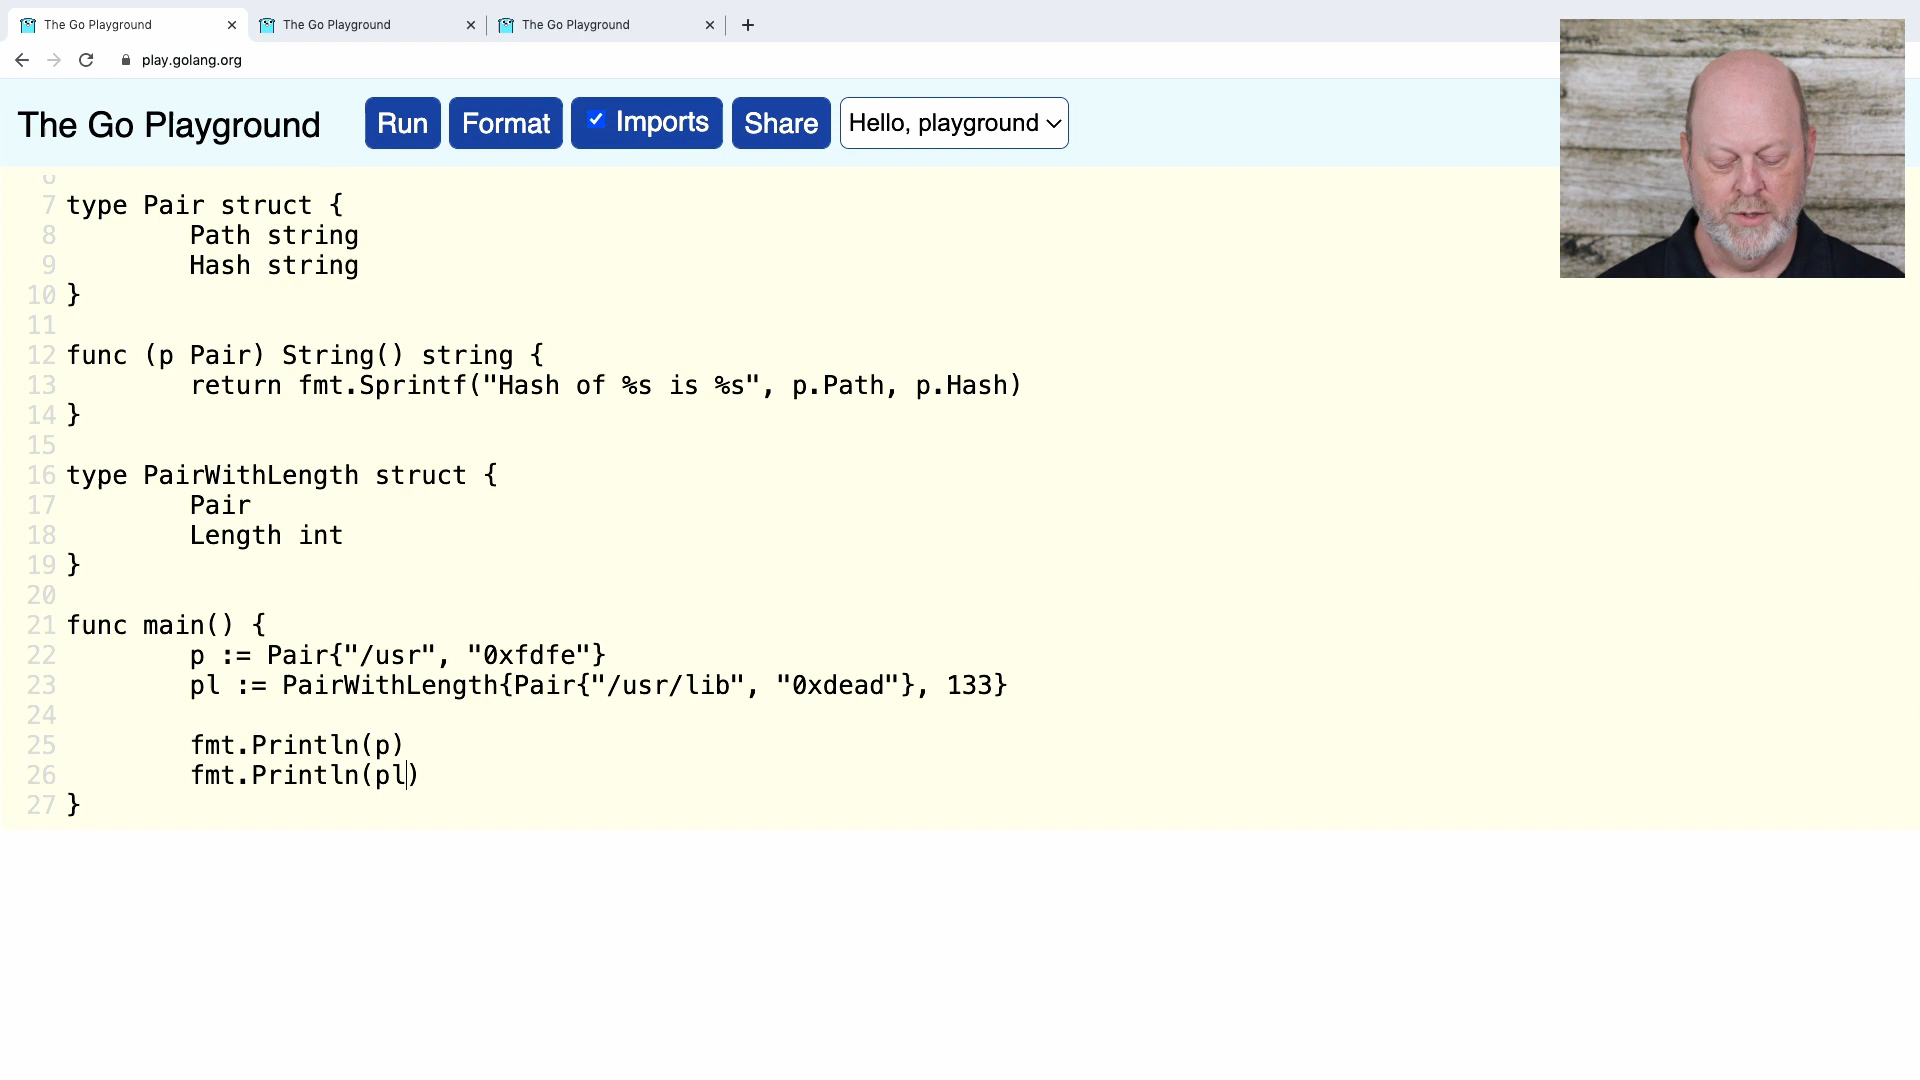 The Go Playground
The Go Playground
The Go Playground
play.golang.org
The Go Playground
Run
Format
Imports
Share
Hello, playground
7 type Pair struct {
8 Path string
9 Hash string
10 }
11
12 func (p Pair) String() string {
13 return fmt.Sprintf("Hash of %s is %s", p.Path, p.Hash)
14 }
15
16 type PairWithLength struct {
17 Pair
18 Length int
19 }
20
21 func main() {
22 p := Pair{"/usr", "0xfdfe"}
23 pl := PairWithLength{Pair{"/usr/lib", "0xdead"}, 133}
24
25 fmt.Println(p)
26 fmt.Println(pl)
27 }